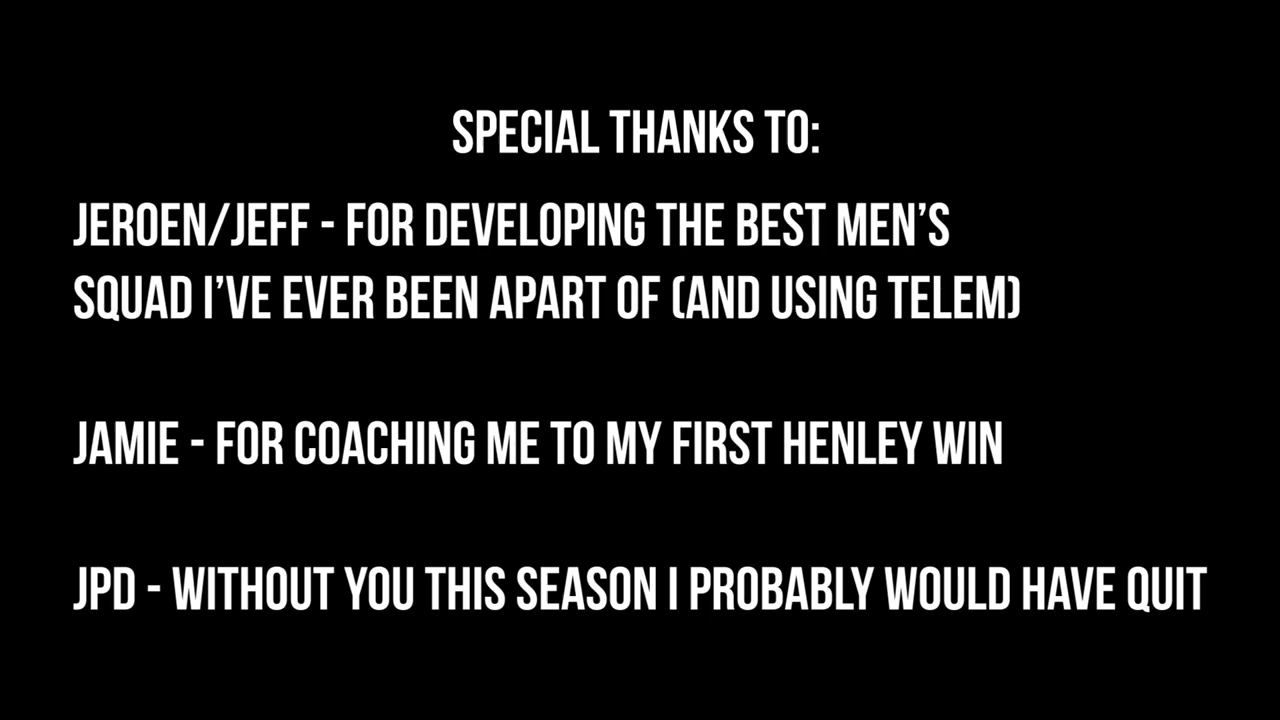 SPECIAL THANKS TO:
JEROEN/JEFF - FOR DEVELOPING THE BEST MEN’S
SQUAD I’VE EVER BEEN APART OF (AND USING TELEM)
JAMIE - FOR COACHING ME TO MY FIRST HENLEY WIN
JPD - WITHOUT YOU THIS SEASON I PROBABLY WOULD HAVE QUIT